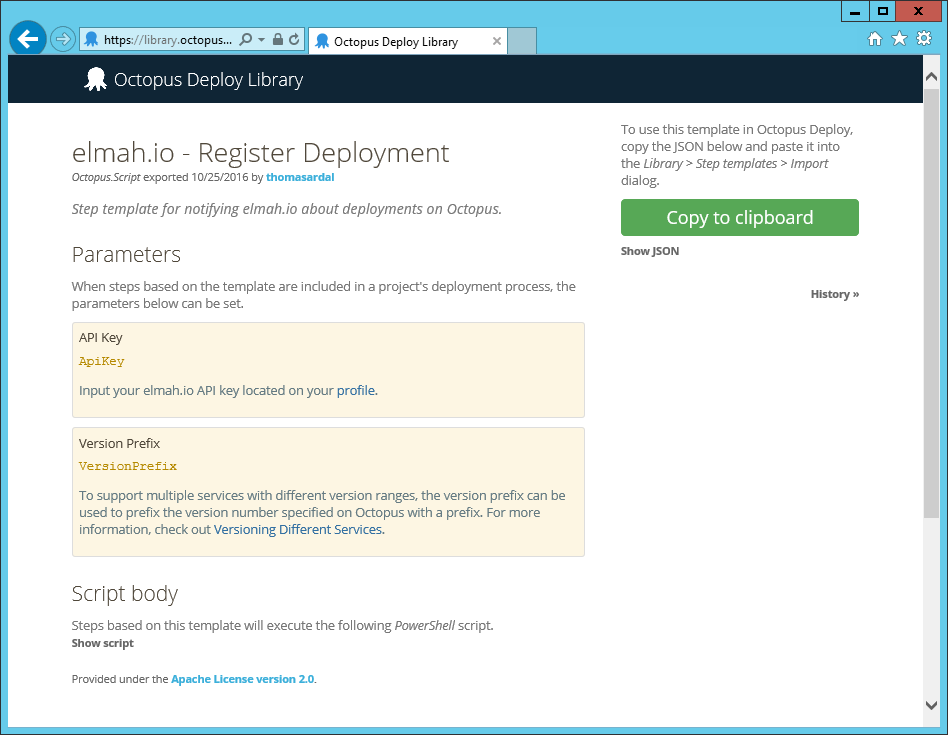 https://library.octopus...
Octopus Deploy Library
Octopus Deploy Library
elmah.io - Register Deployment
Octopus.Script exported 10/25/2016 by thomasardal
Step template for notifying elmah.io about deployments on Octopus.
Parameters
When steps based on the template are included in a project's deployment process, the
parameters below can be set.
API Key
ApiKey
Input your elmah.io API key located on your profile.
Version Prefix
VersionPrefix
To support multiple services with different version ranges, the version prefix can be
used to prefix the version number specified on Octopus with a prefix. For more
information, check out Versioning Different Services.
Script body
Steps based on this template will execute the following PowerShell script.
Show script
Provided under the Apache License version 2.0.
To use this template in Octopus Deploy,
copy the JSON below and paste it into
the Library > Step templates > Import
dialog.
Copy to clipboard
Show JSON
History »